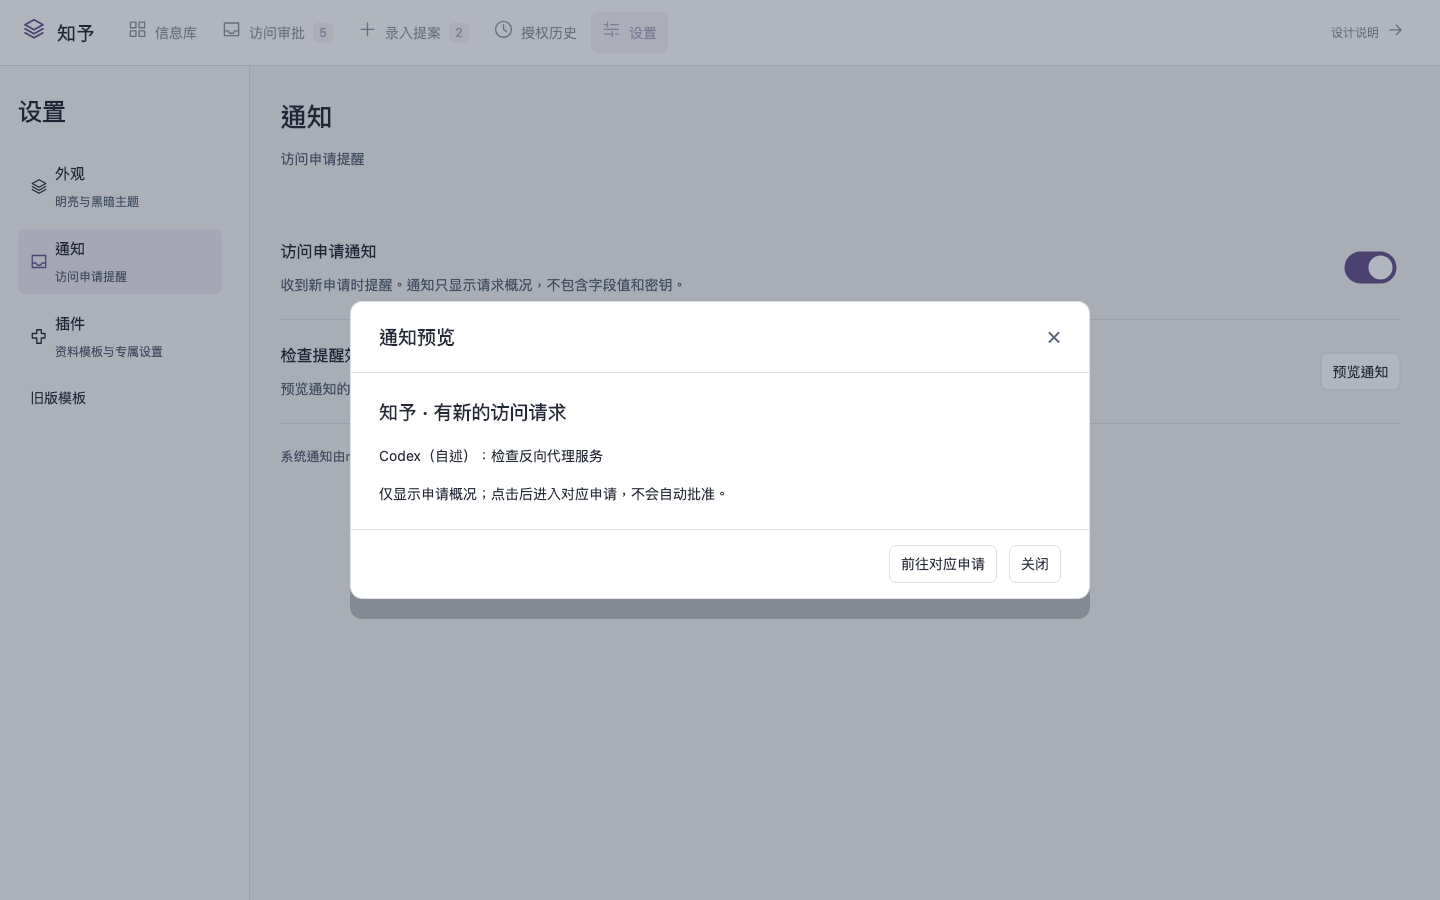 知予
信息库
访问审批 5
录入提案 2
授权历史
设置
设计说明
设置
外观
明亮与黑暗主题
通知
访问申请提醒
插件
资料模板与专属设置
旧版模板
通知
访问申请提醒
访问申请通知
收到新申请时提醒。通知只显示请求概况，不包含字段值和密钥。
检查提醒
预览通知的
预览通知
系统通知由
通知预览
知予 · 有新的访问请求
Codex（自述）：检查反向代理服务
仅显示申请概况；点击后进入对应申请，不会自动批准。
前往对应申请
关闭